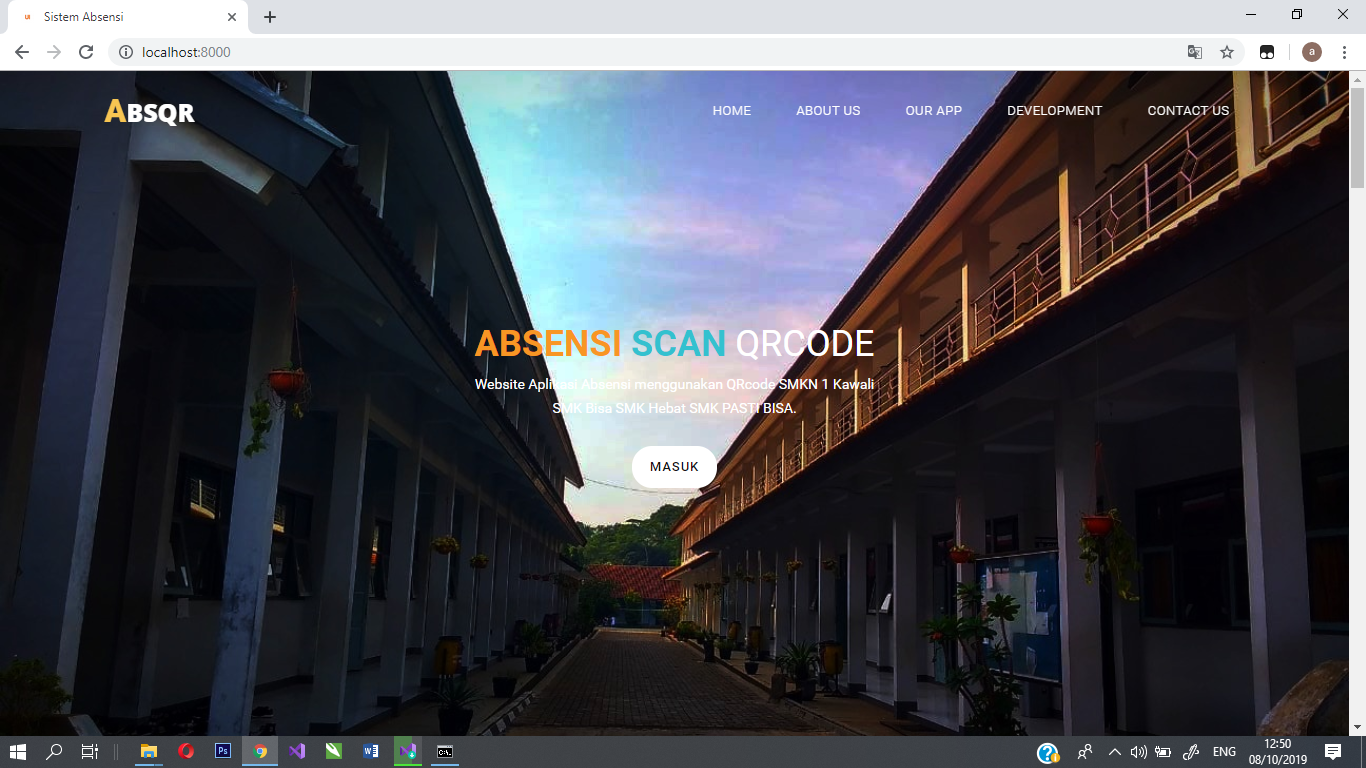 Sistem Absensi
localhost:8000
a
ABSQR
HOME
ABOUT US
OUR APP
DEVELOPMENT
CONTACT US
ABSENSI SCAN QRCODE
Website Aplikasi Absensi menggunakan QRcode SMKN 1 Kawali
SMK Bisa SMK Hebat SMK PASTI BISA.
MASUK
Ps
ENG
12:50
08/10/2019